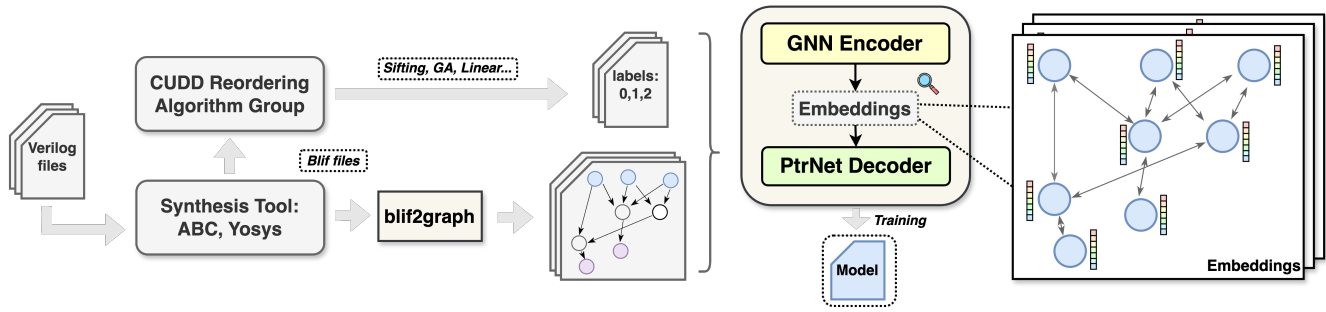 Verilog
files
CUDD Reordering
Algorithm Group
Sifting, GA, Linear...
labels:
0,1,2
Blif files
Synthesis Tool:
ABC, Yosys
blif2graph
GNN Encoder
Embeddings
PtrNet Decoder
Training
Model
Embeddings